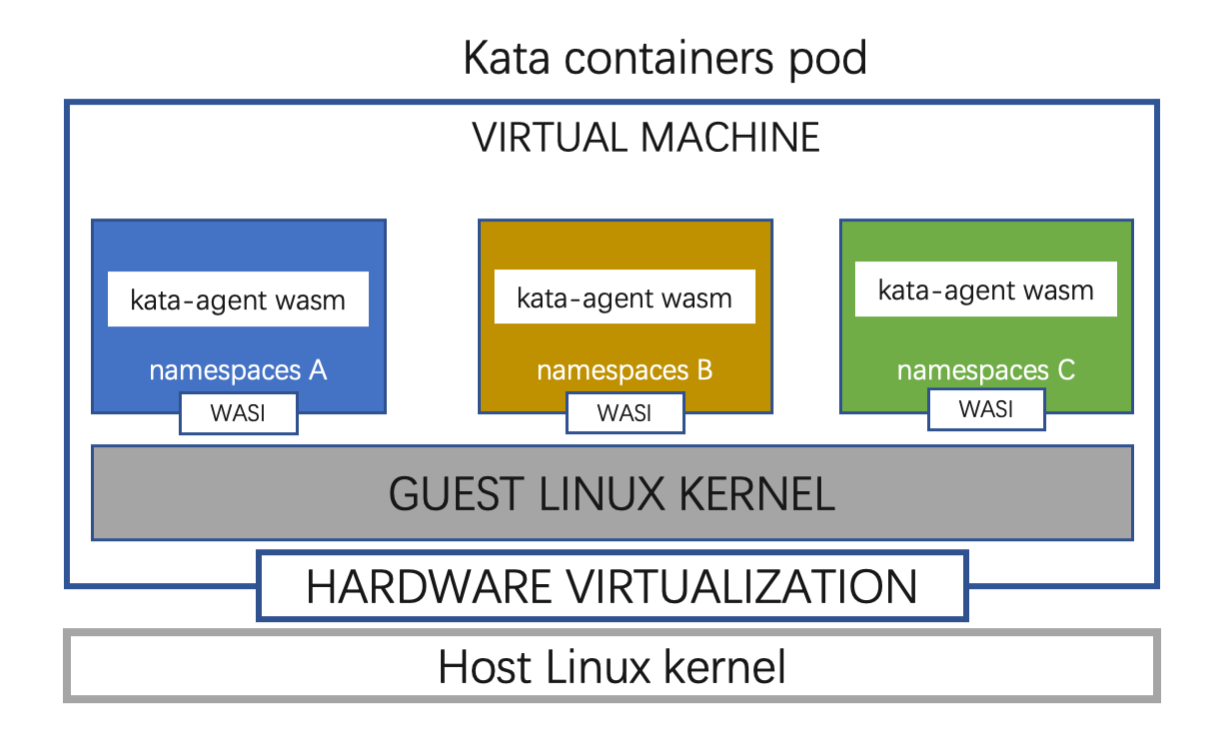 Kata containers pod
VIRTUAL MACHINE
kata-agent wasm
namespaces A
WASI
kata-agent wasm
namespaces B
WASI
kata-agent wasm
namespaces C
WASI
GUEST LINUX KERNEL
HARDWARE VIRTUALIZATION
Host Linux kernel